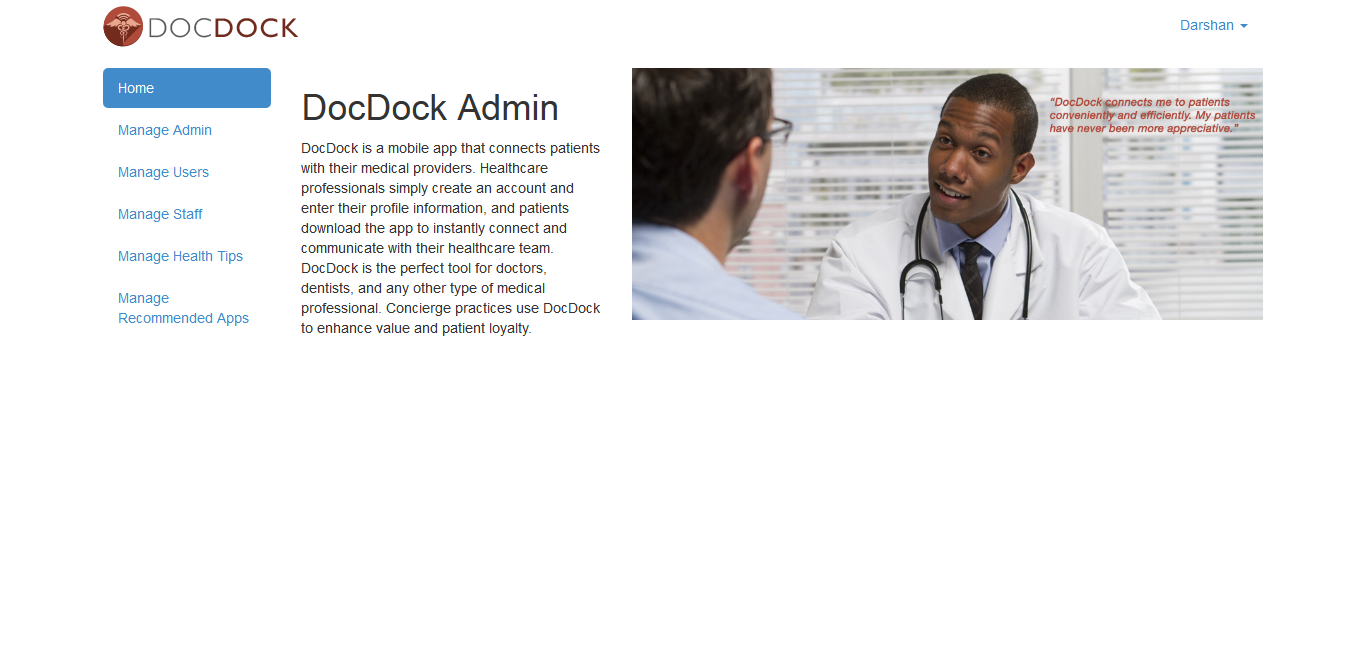 DOCDOCK
Darshan
Home
Manage Admin
Manage Users
Manage Staff
Manage Health Tips
Manage
Recommended Apps
DocDock Admin
DocDock is a mobile app that connects patients
with their medical providers. Healthcare
professionals simply create an account and
enter their profile information, and patients
download the app to instantly connect and
communicate with their healthcare team.
DocDock is the perfect tool for doctors,
dentists, and any other type of medical
professional. Concierge practices use DocDock
to enhance value and patient loyalty.
“DocDock connects me to patients
conveniently and efficiently. My patients
have never been more appreciative.”